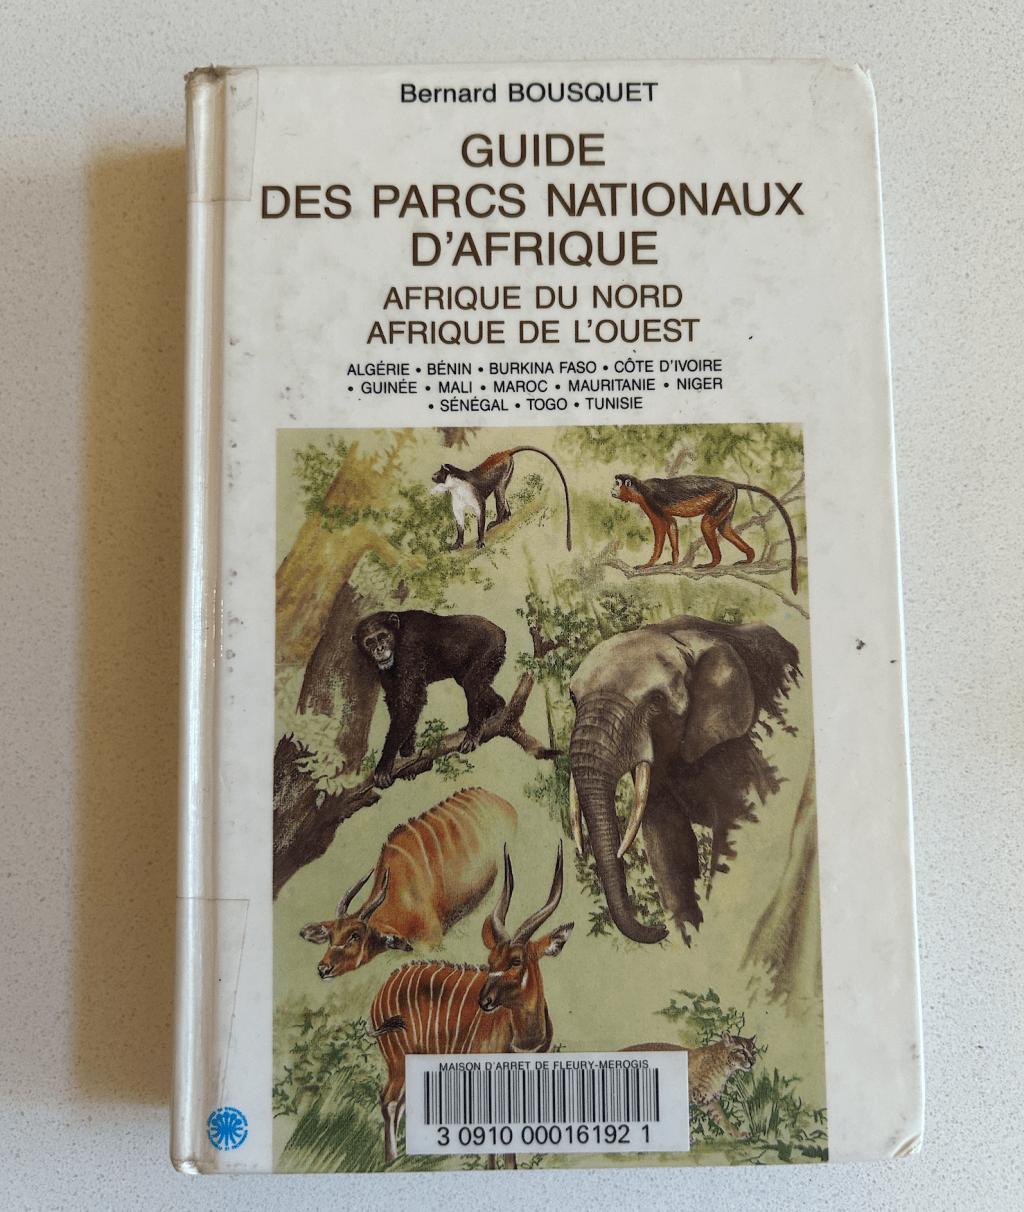 Bernard BOUSQUET
GUIDE
DES PARCS NATIONAUX
D'AFRIQUE
AFRIQUE DU NORD
AFRIQUE DE L'OUEST
ALGÉRIE • BÉNIN • BURKINA FASO • CÔTE D'IVOIRE
• GUINÉE • MALI • MAROC • MAURITANIE • NIGER
• SÉNÉGAL • TOGO • TUNISIE
MAISON D'ARRET DE FLEURY-MEROGIS
3 0910 00016192 1